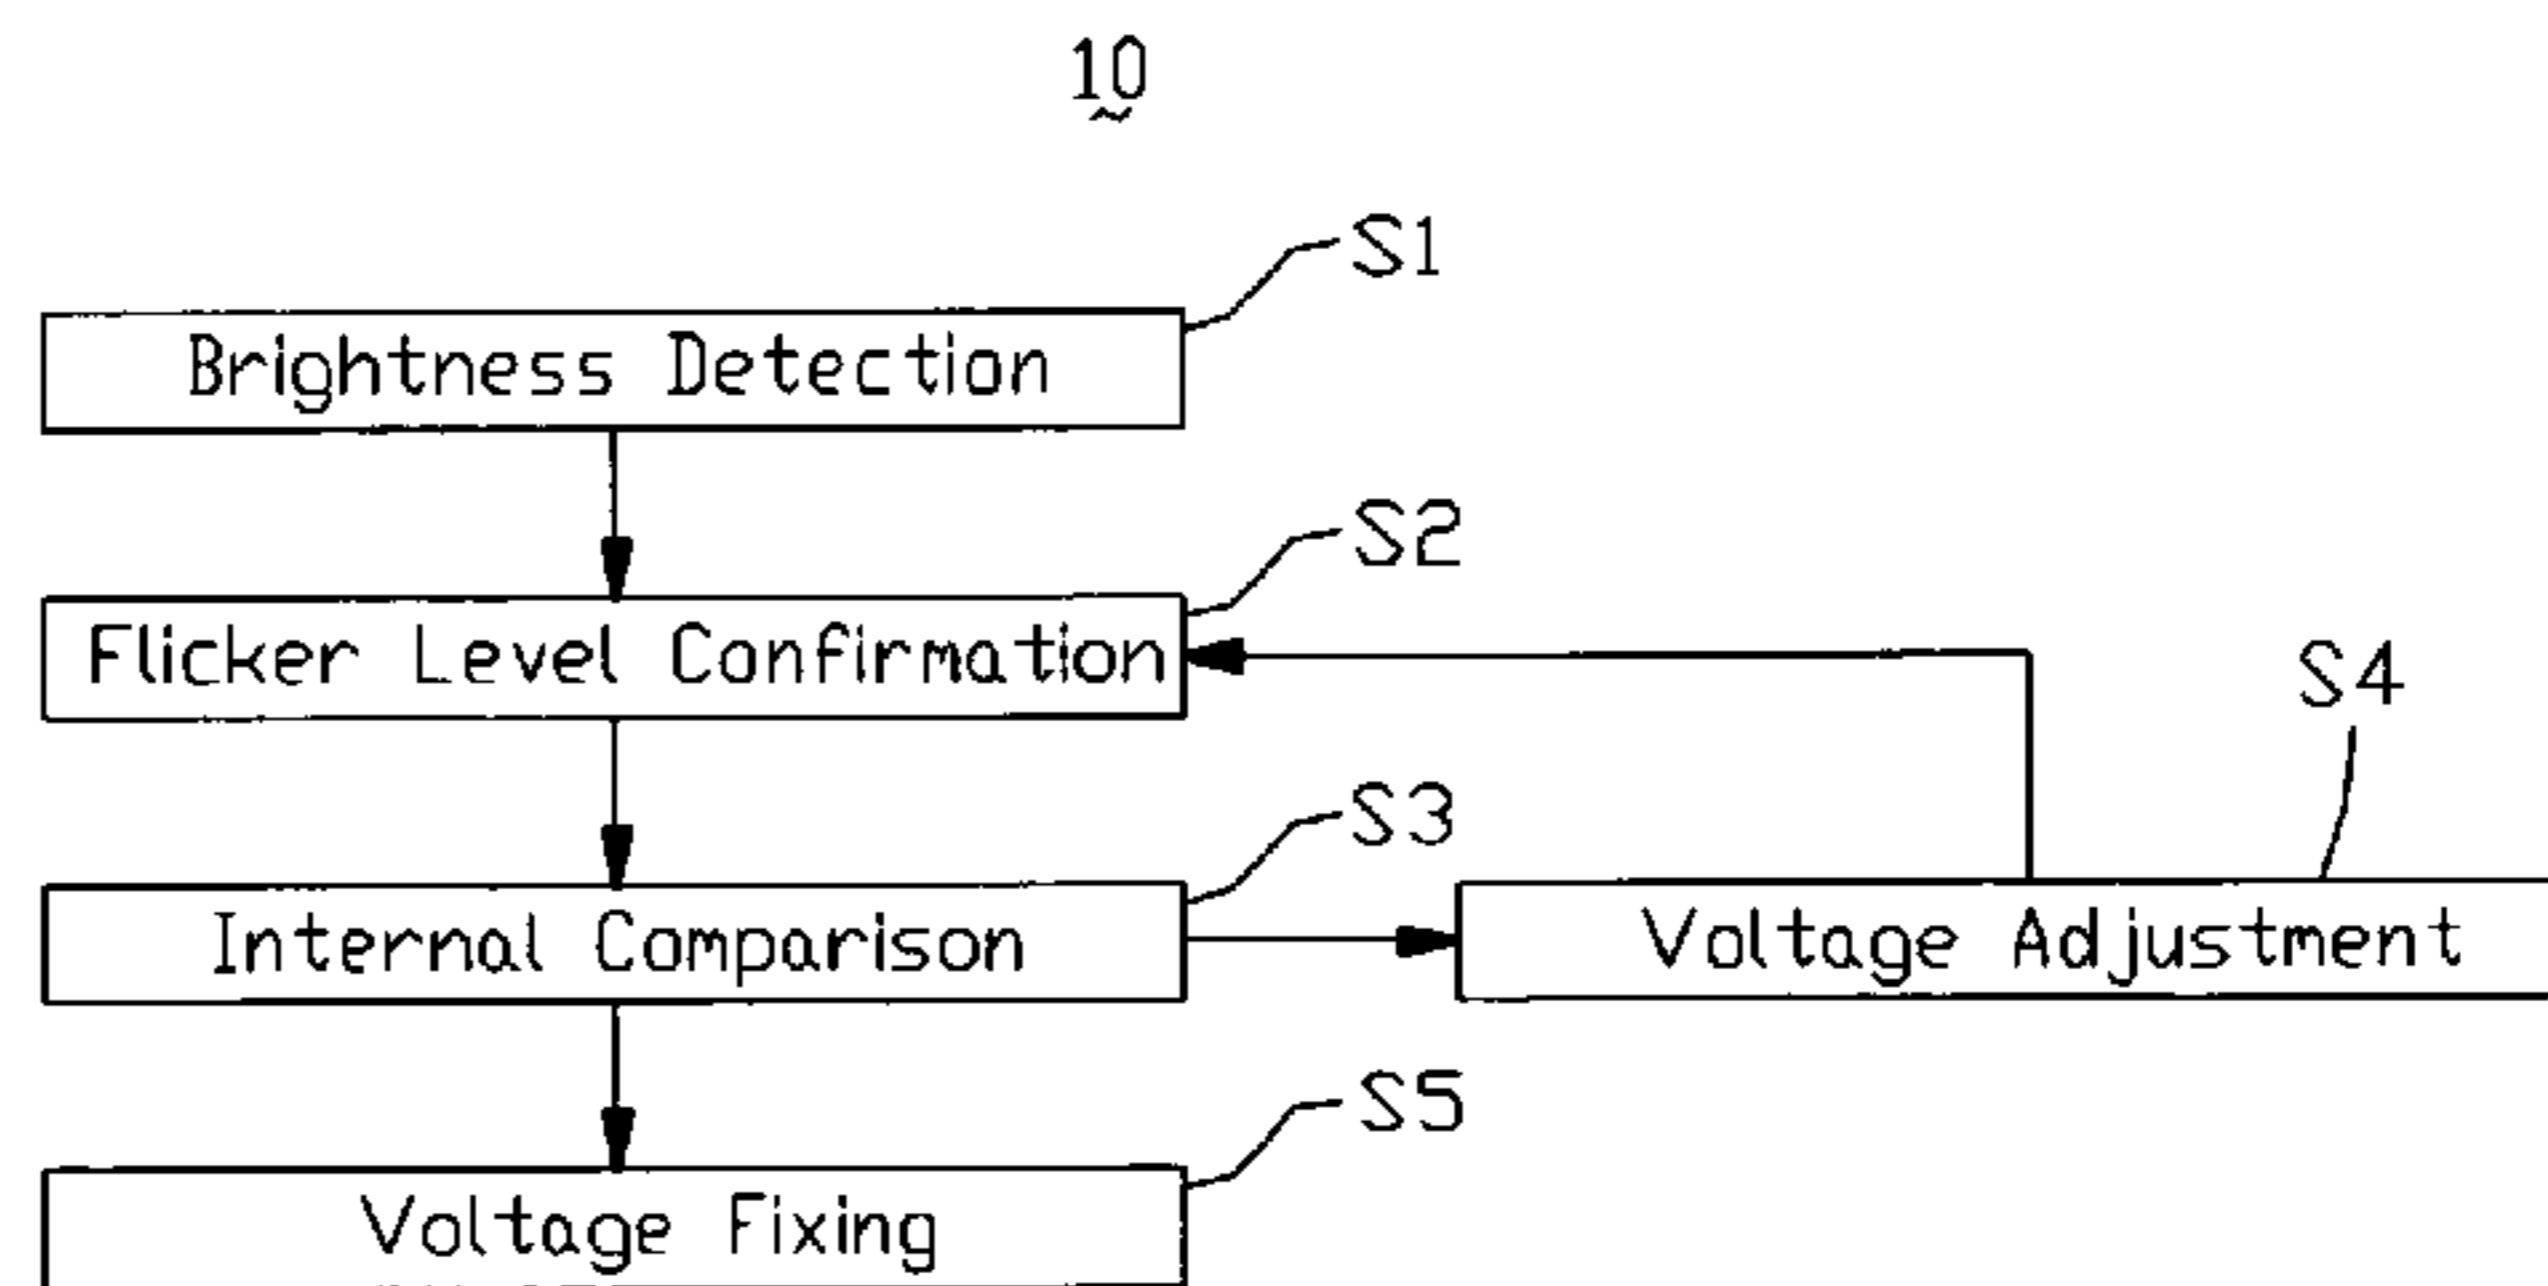 10
S1
Brightness Detection
S2
Flicker Level Confirmation
S4
S3
Internal Comparison
Voltage Adjustment
S5
Voltage Fixing